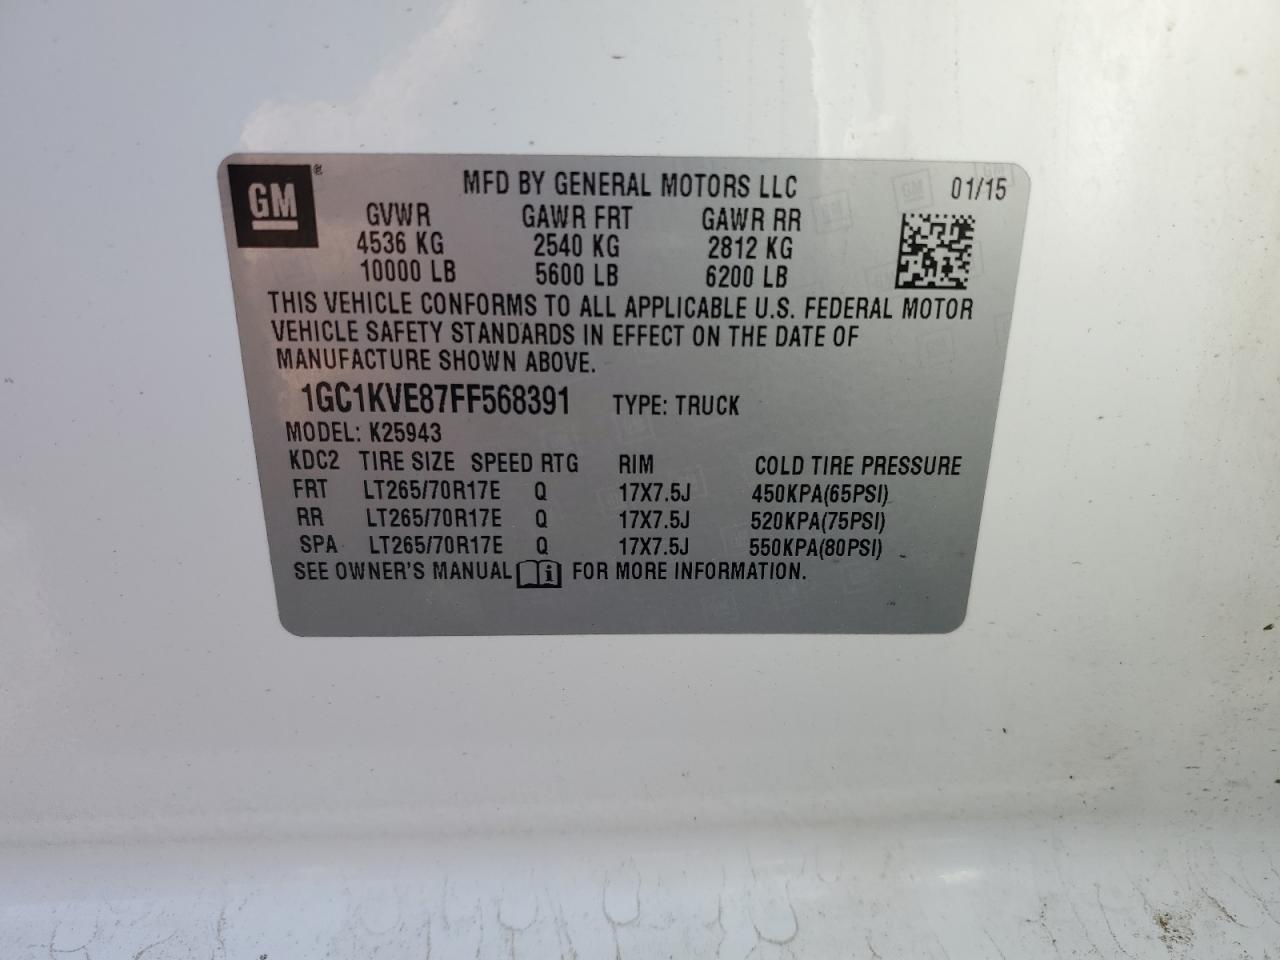 GM ®
MFD BY GENERAL MOTORS LLC 01/15
GVWR GAWR FRT GAWR RR
4536 KG 2540 KG 2812 KG
10000 LB 5600 LB 6200 LB
THIS VEHICLE CONFORMS TO ALL APPLICABLE U.S. FEDERAL MOTOR
VEHICLE SAFETY STANDARDS IN EFFECT ON THE DATE OF
MANUFACTURE SHOWN ABOVE.
1GC1KVE87FF568391 TYPE: TRUCK
MODEL: K25943
KDC2 TIRE SIZE SPEED RTG RIM COLD TIRE PRESSURE
FRT LT265/70R17E Q 17X7.5J 450KPA(65PSI)
RR LT265/70R17E Q 17X7.5J 520KPA(75PSI)
SPA LT265/70R17E Q 17X7.5J 550KPA(80PSI)
SEE OWNER'S MANUAL i FOR MORE INFORMATION.